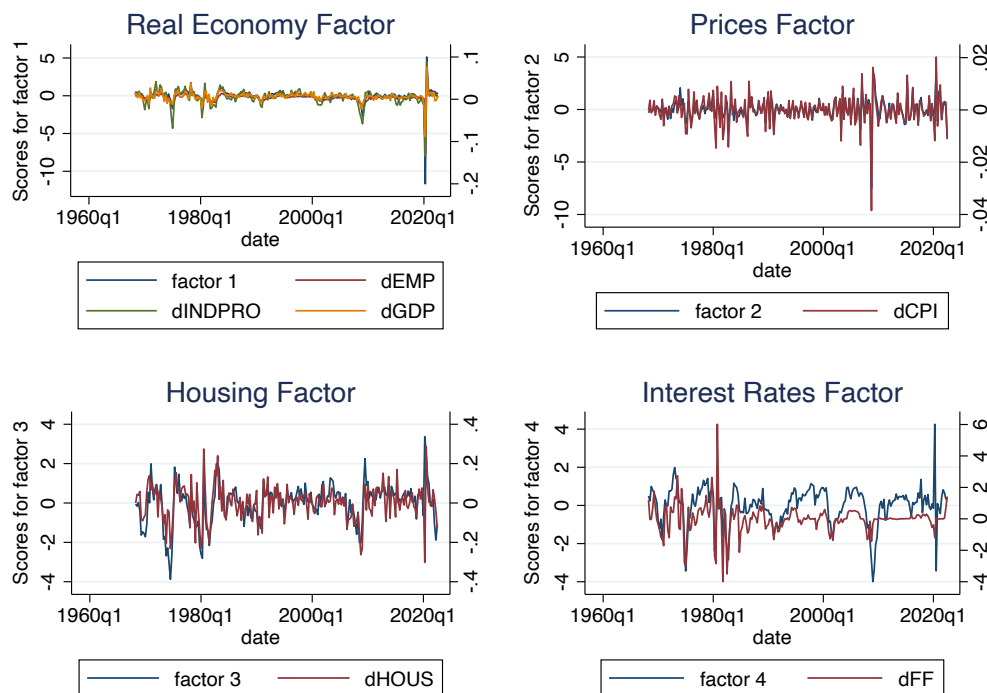 Real Economy Factor
Scores for factor 1
5
0
-5
-10
.1
0
-.1
-.2
1960q1 1980q1 2000q1 2020q1
date
factor 1 dEMP
dINDPRO dGDP
Prices Factor
Scores for factor 2
5
0
-5
-10
.02
0
-.02
-.04
1960q1 1980q1 2000q1 2020q1
date
factor 2 dCPI
Housing Factor
Scores for factor 3
4
2
0
-2
-4
.4
.2
0
-.2
-.4
1960q1 1980q1 2000q1 2020q1
date
factor 3 dHOUS
Interest Rates Factor
Scores for factor 4
4
2
0
-2
-4
6
4
2
0
-2
-4
1960q1 1980q1 2000q1 2020q1
date
factor 4 dFF